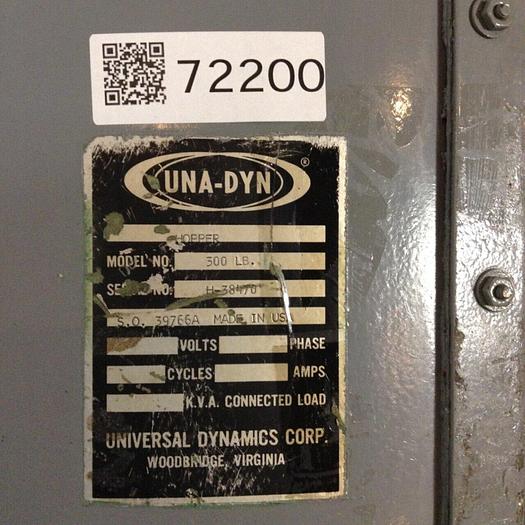 72200
UNA-DYN®
HOPPER
MODEL NO. 300 LB.
SERIAL NO. H-38470
S.O. 39766A MADE IN US
VOLTS PHASE
CYCLES AMPS
K.V.A. CONNECTED LOAD
UNIVERSAL DYNAMICS CORP.
WOODBRIDGE, VIRGINIA